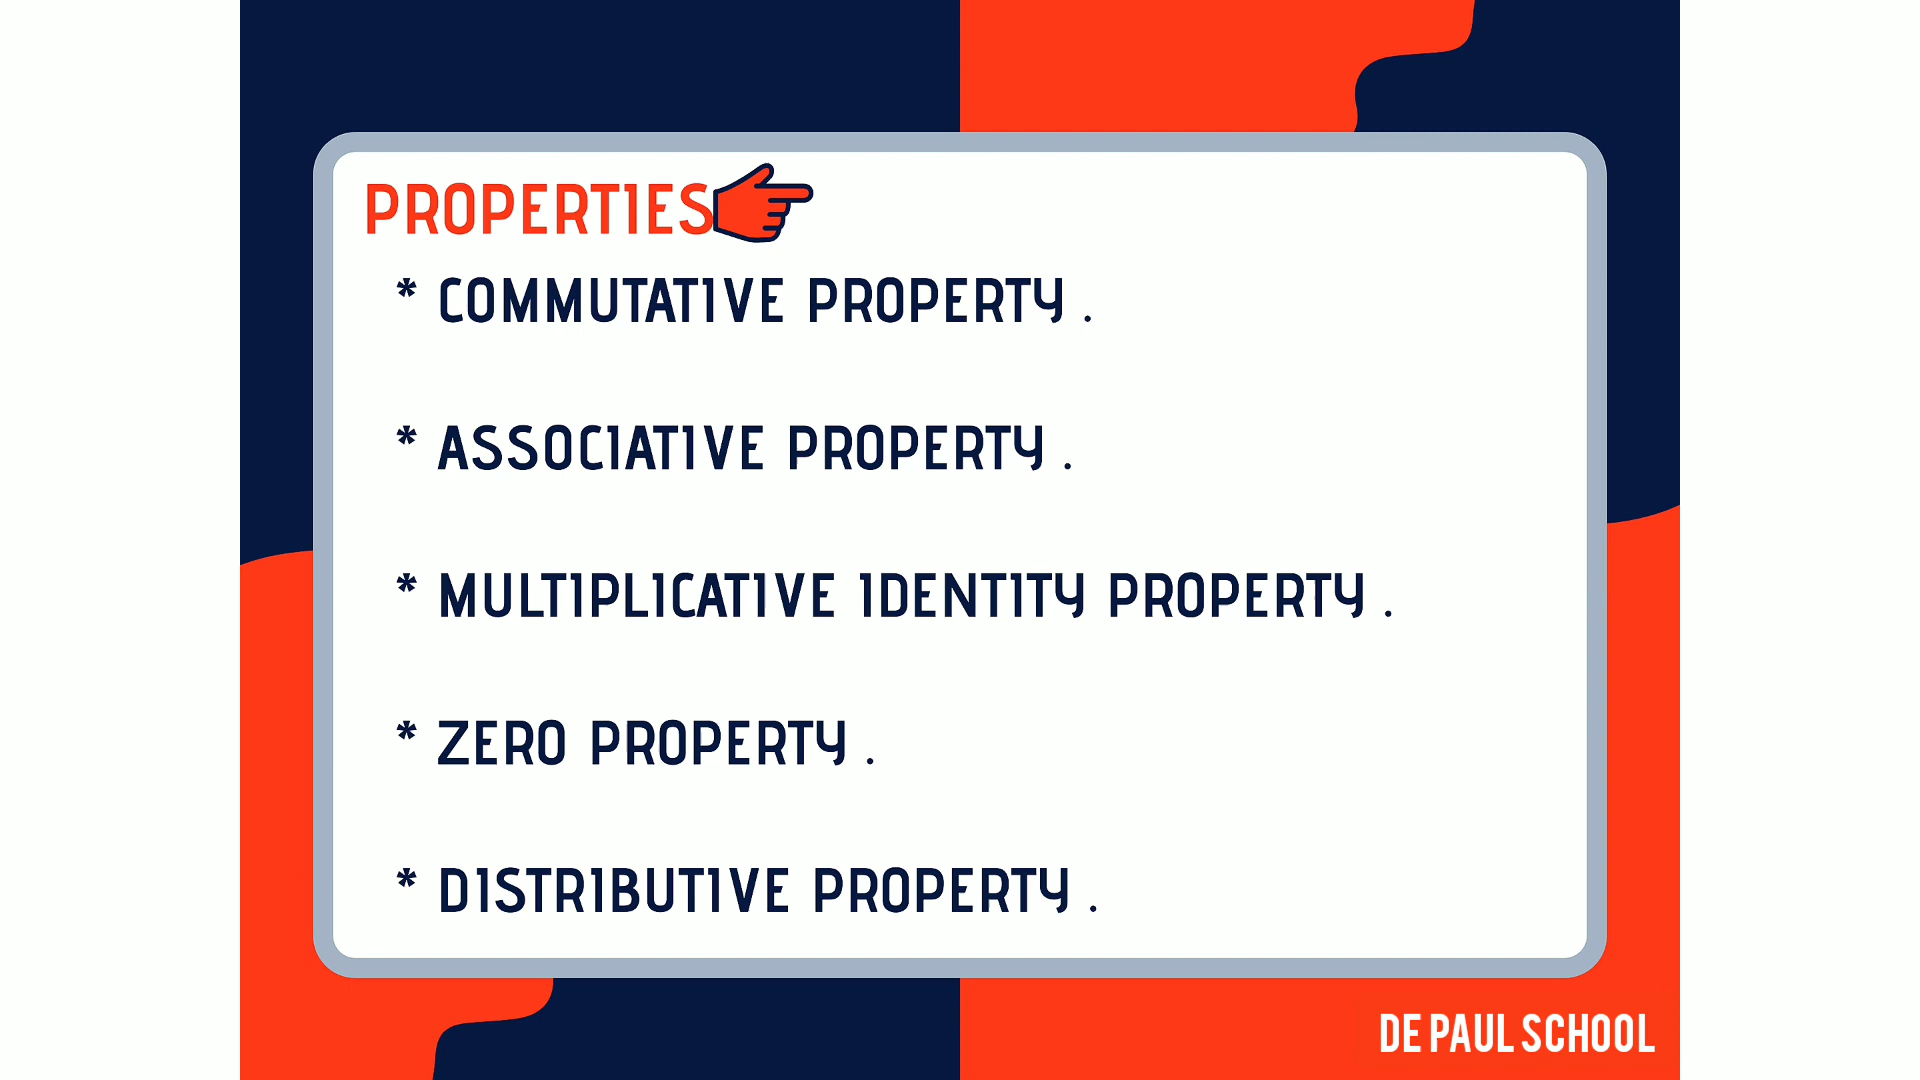 PROPERTIES
* COMMUTATIVE PROPERTY .
* ASSOCIATIVE PROPERTY .
* MULTIPLICATIVE IDENTITY PROPERTY .
* ZERO PROPERTY .
* DISTRIBUTIVE PROPERTY .
DE PAUL SCHOOL